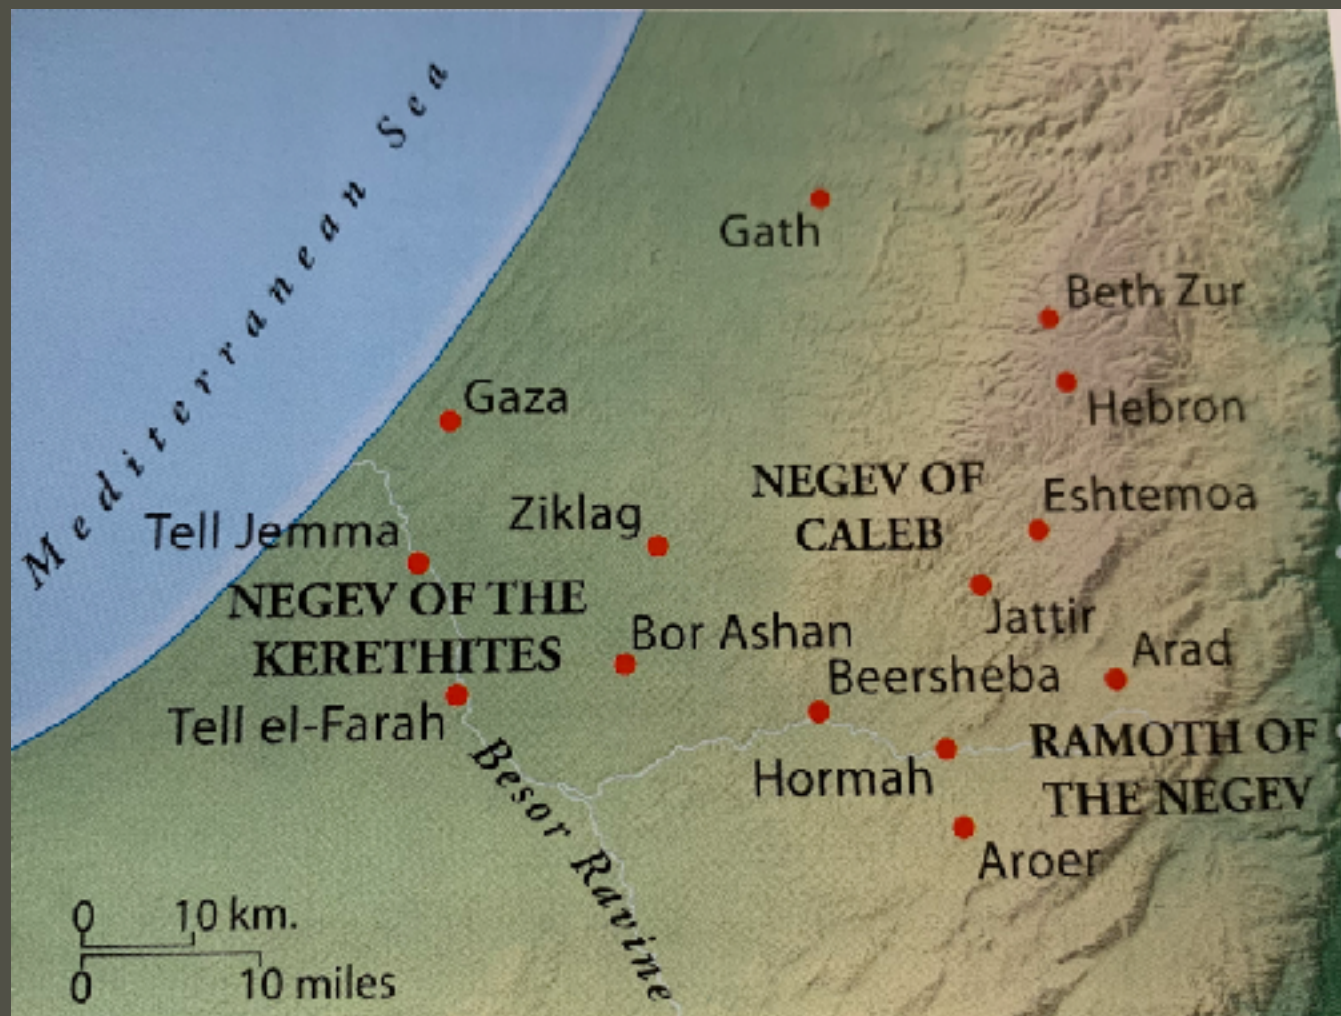 Mediterranean Sea
Gath
Beth Zur
Gaza
Hebron
NEGEV OF
CALEB
Eshtemoa
Ziklag
Tell Jemma
NEGEV OF THE
KERETHITES
Jattir
Bor Ashan
Arad
Beersheba
Tell el-Farah
RAMOTH OF
THE NEGEV
Hormah
Besor Ravine
Aroer
0 10 km.
0 10 miles